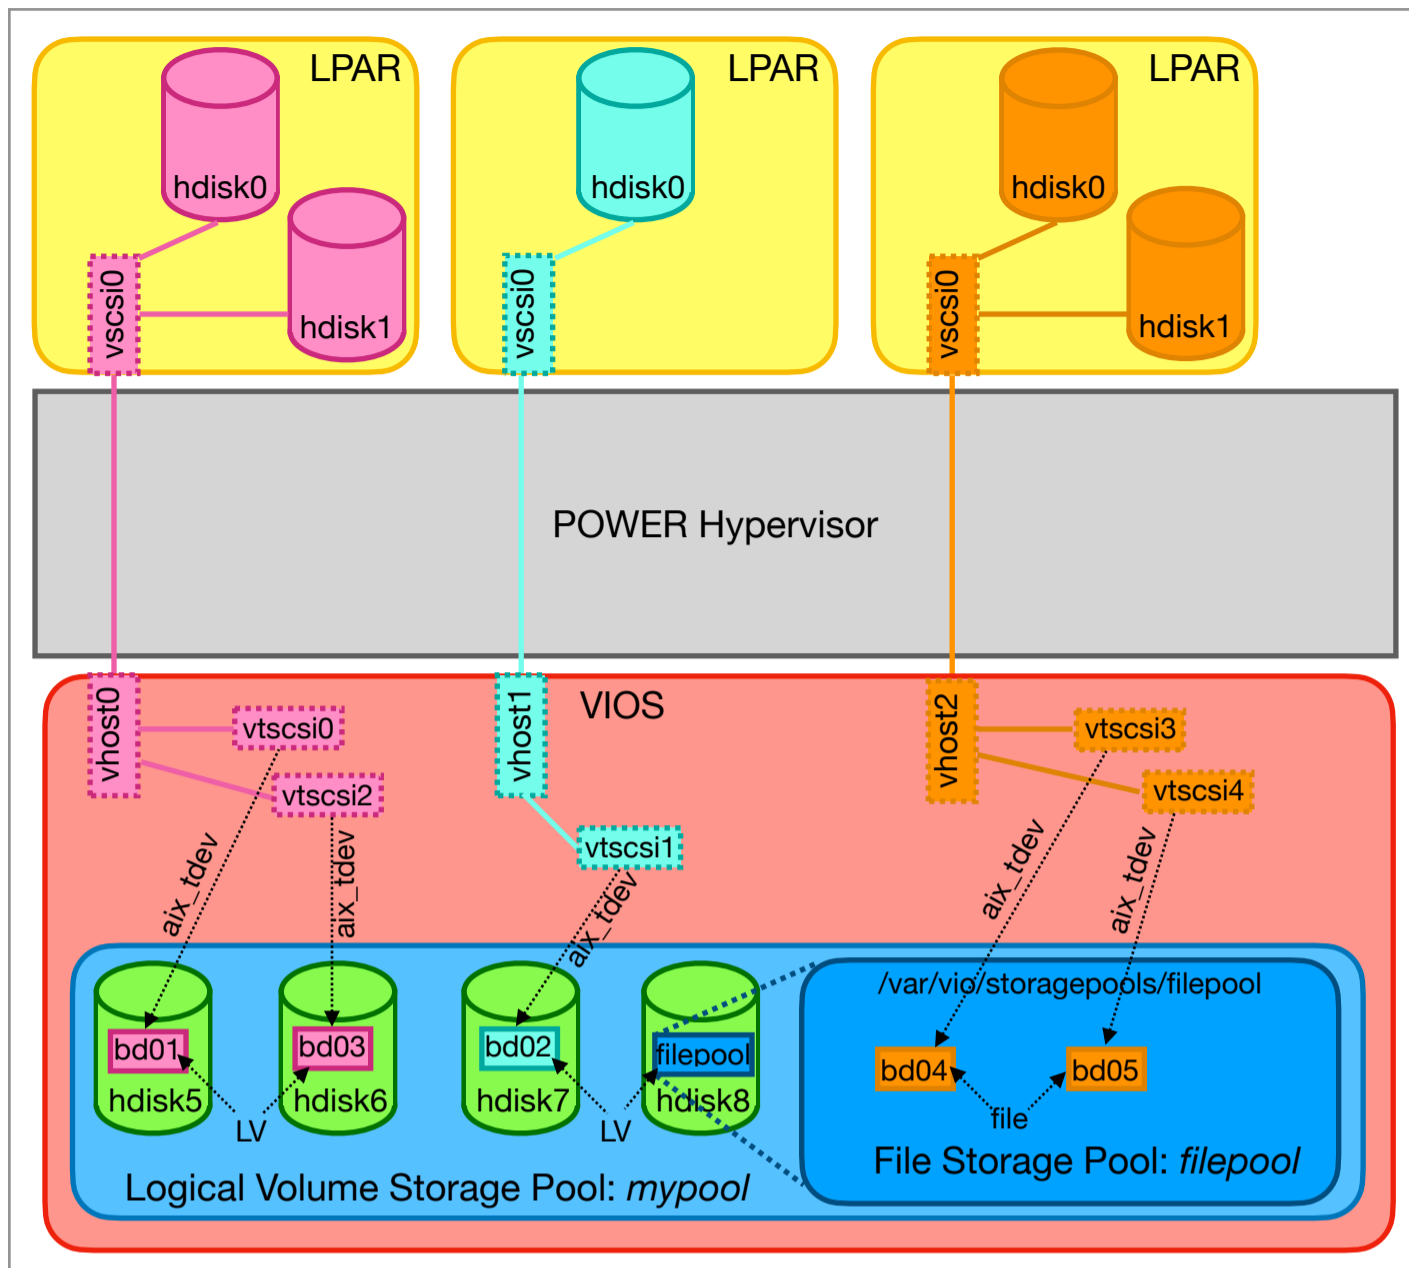 LPAR
LPAR
LPAR
hdisk0
hdisk0
hdisk0
vscsi0
hdisk1
vscsi0
vscsi0
hdisk1
POWER Hypervisor
VIOS
vhost0
vtscsi0
vhost1
vhost2
vtscsi3
vtscsi2
vtscsi4
vtscsi1
aix_tdev
aix_tdev
aix_tdev
aix_tdev
aix_tdev
/var/vio/storagepools/filepool
bd01
bd03
bd02
filepool
bd04
bd05
hdisk5
hdisk6
hdisk7
hdisk8
LV
LV
file
File Storage Pool: filepool
Logical Volume Storage Pool: mypool